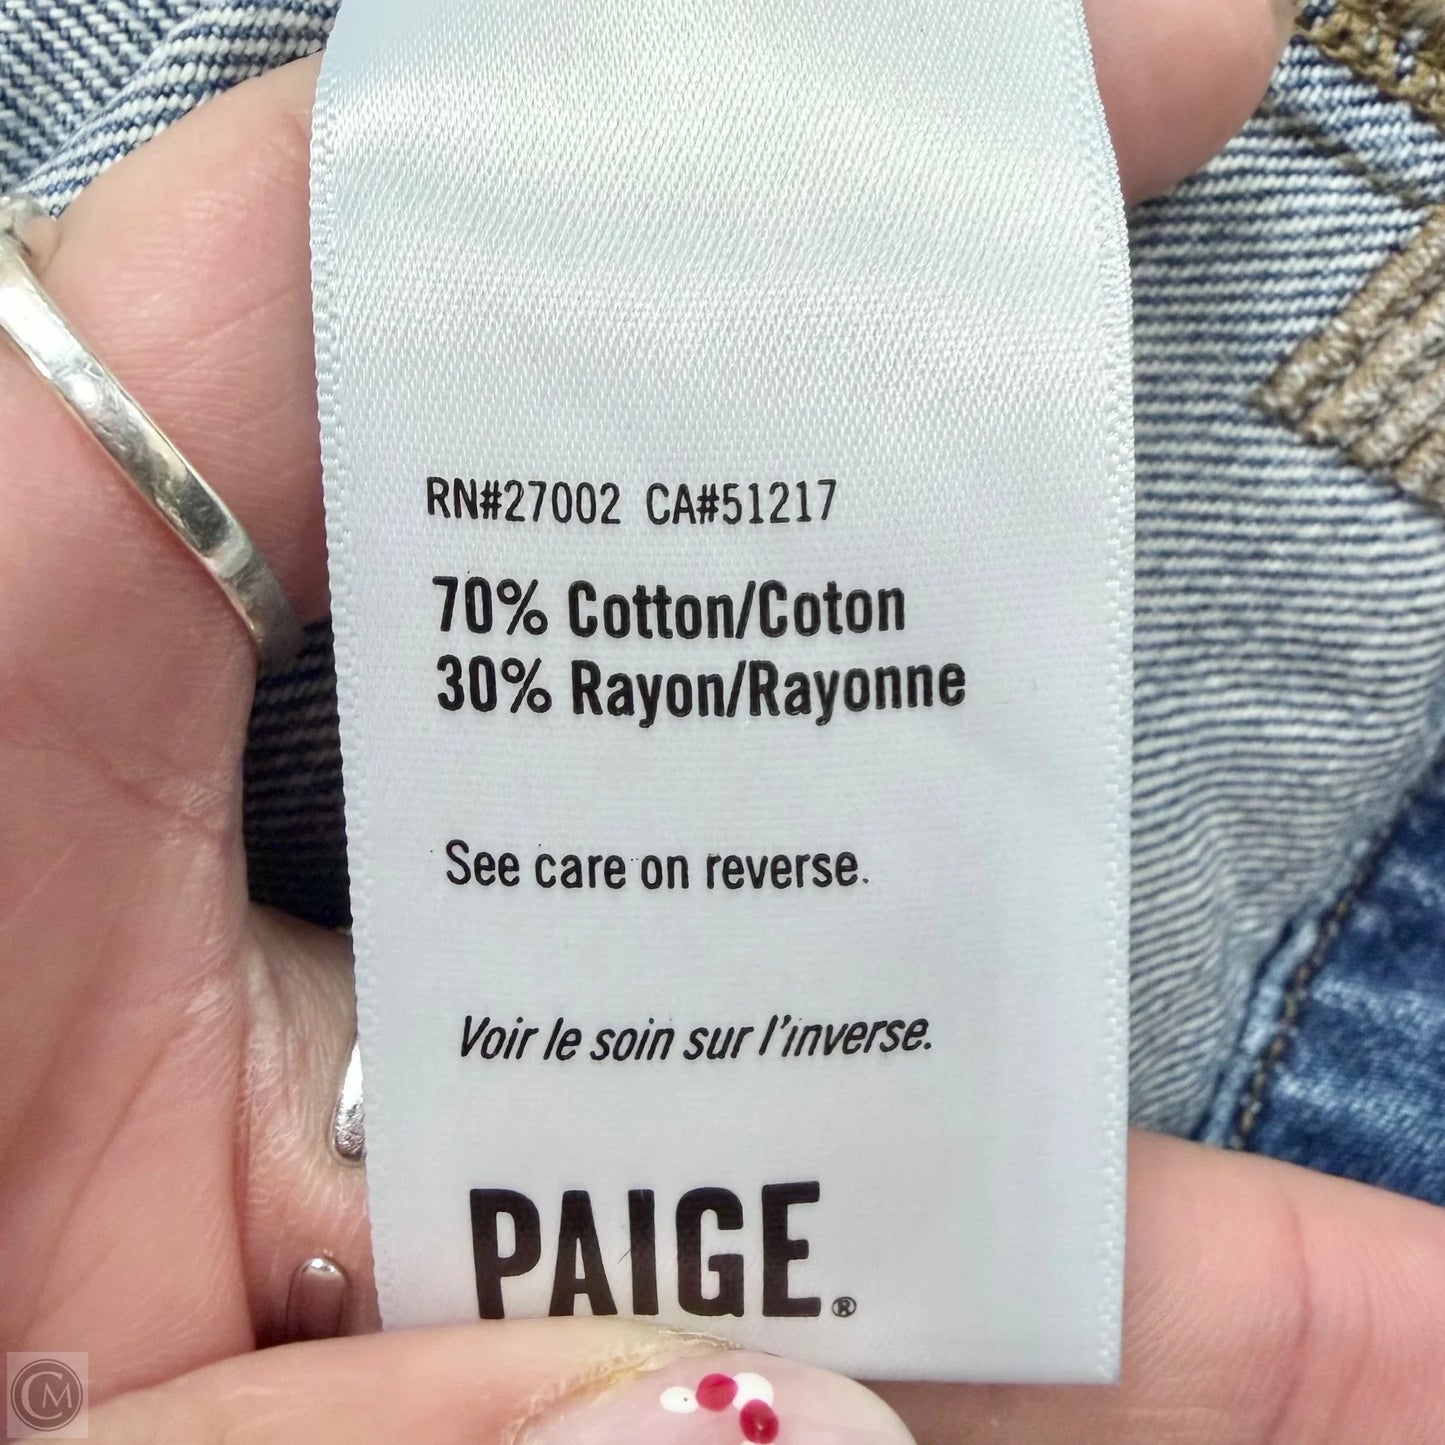 RN#27002 CA#51217
70% Cotton/Coton
30% Rayon/Rayonne
See care on reverse.
Voir le soin sur l'inverse.
PAIGE®
CM